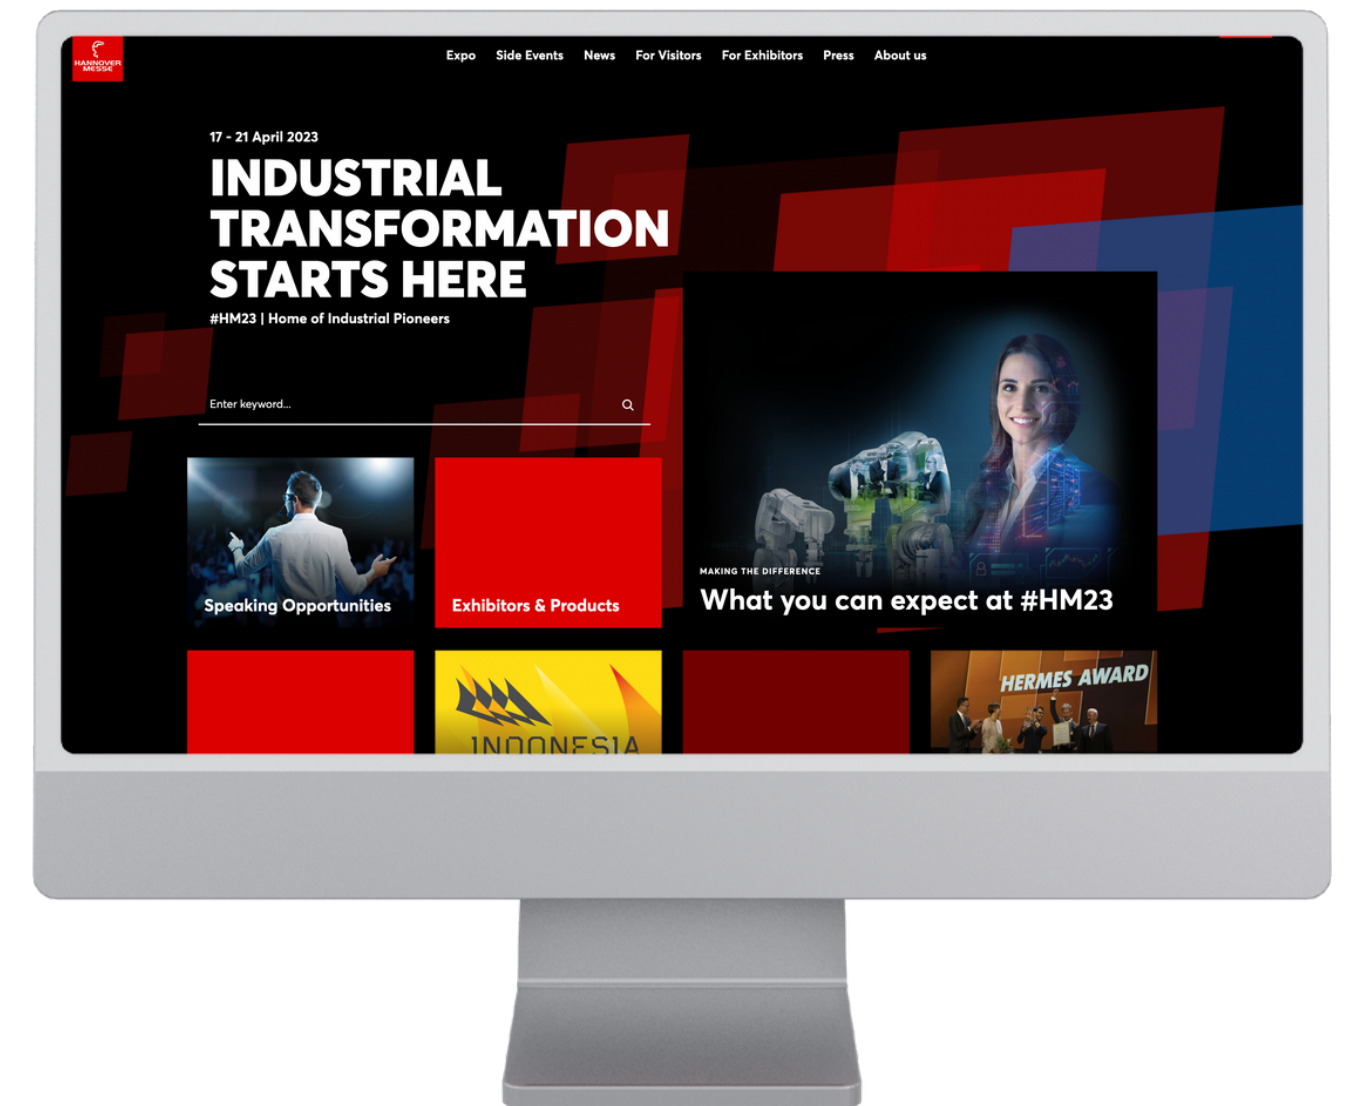 HANNOVER
MESSE
Expo Side Events News For Visitors For Exhibitors Press About us
17 - 21 April 2023
INDUSTRIAL
TRANSFORMATION
STARTS HERE
#HM23 | Home of Industrial Pioneers
Enter keyword...
Speaking Opportunities
Exhibitors & Products
MAKING THE DIFFERENCE
What you can expect at #HM23
INDONESIA
HERMES AWARD